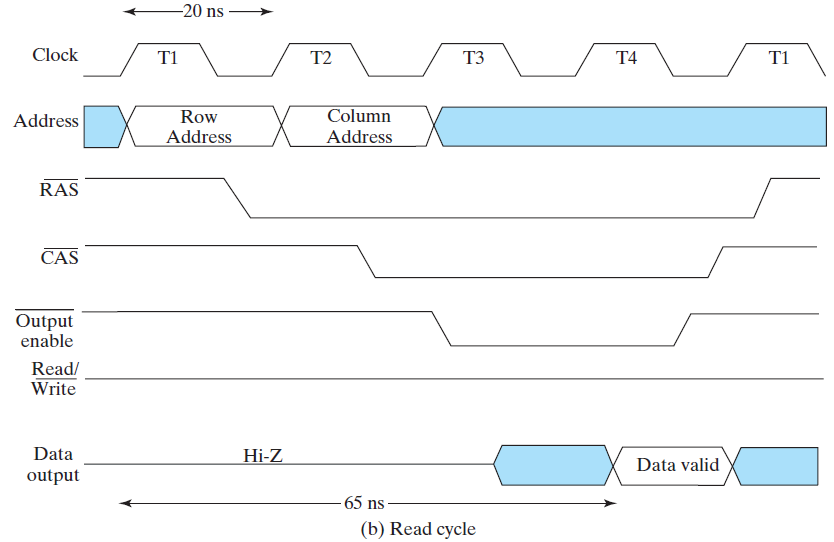 20 ns
Clock T1 T2 T3 T4 T1
Address Row Address Column Address
RAS
CAS
Output
enable
Read/
Write
Data
output
Hi-Z
Data valid
65 ns
(b) Read cycle